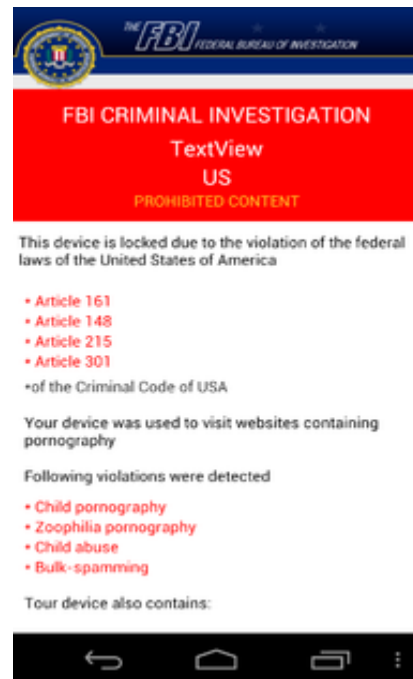 THE FBI FEDERAL BUREAU OF INVESTIGATION
FBI CRIMINAL INVESTIGATION
TextView
US
PROHIBITED CONTENT
This device is locked due to the violation of the federal
laws of the United States of America
• Article 161
• Article 148
• Article 215
• Article 301
*of the Criminal Code of USA
Your device was used to visit websites containing
pornography
Following violations were detected
• Child pornography
• Zoophilia pornography
• Child abuse
• Bulk-spamming
Tour device also contains: